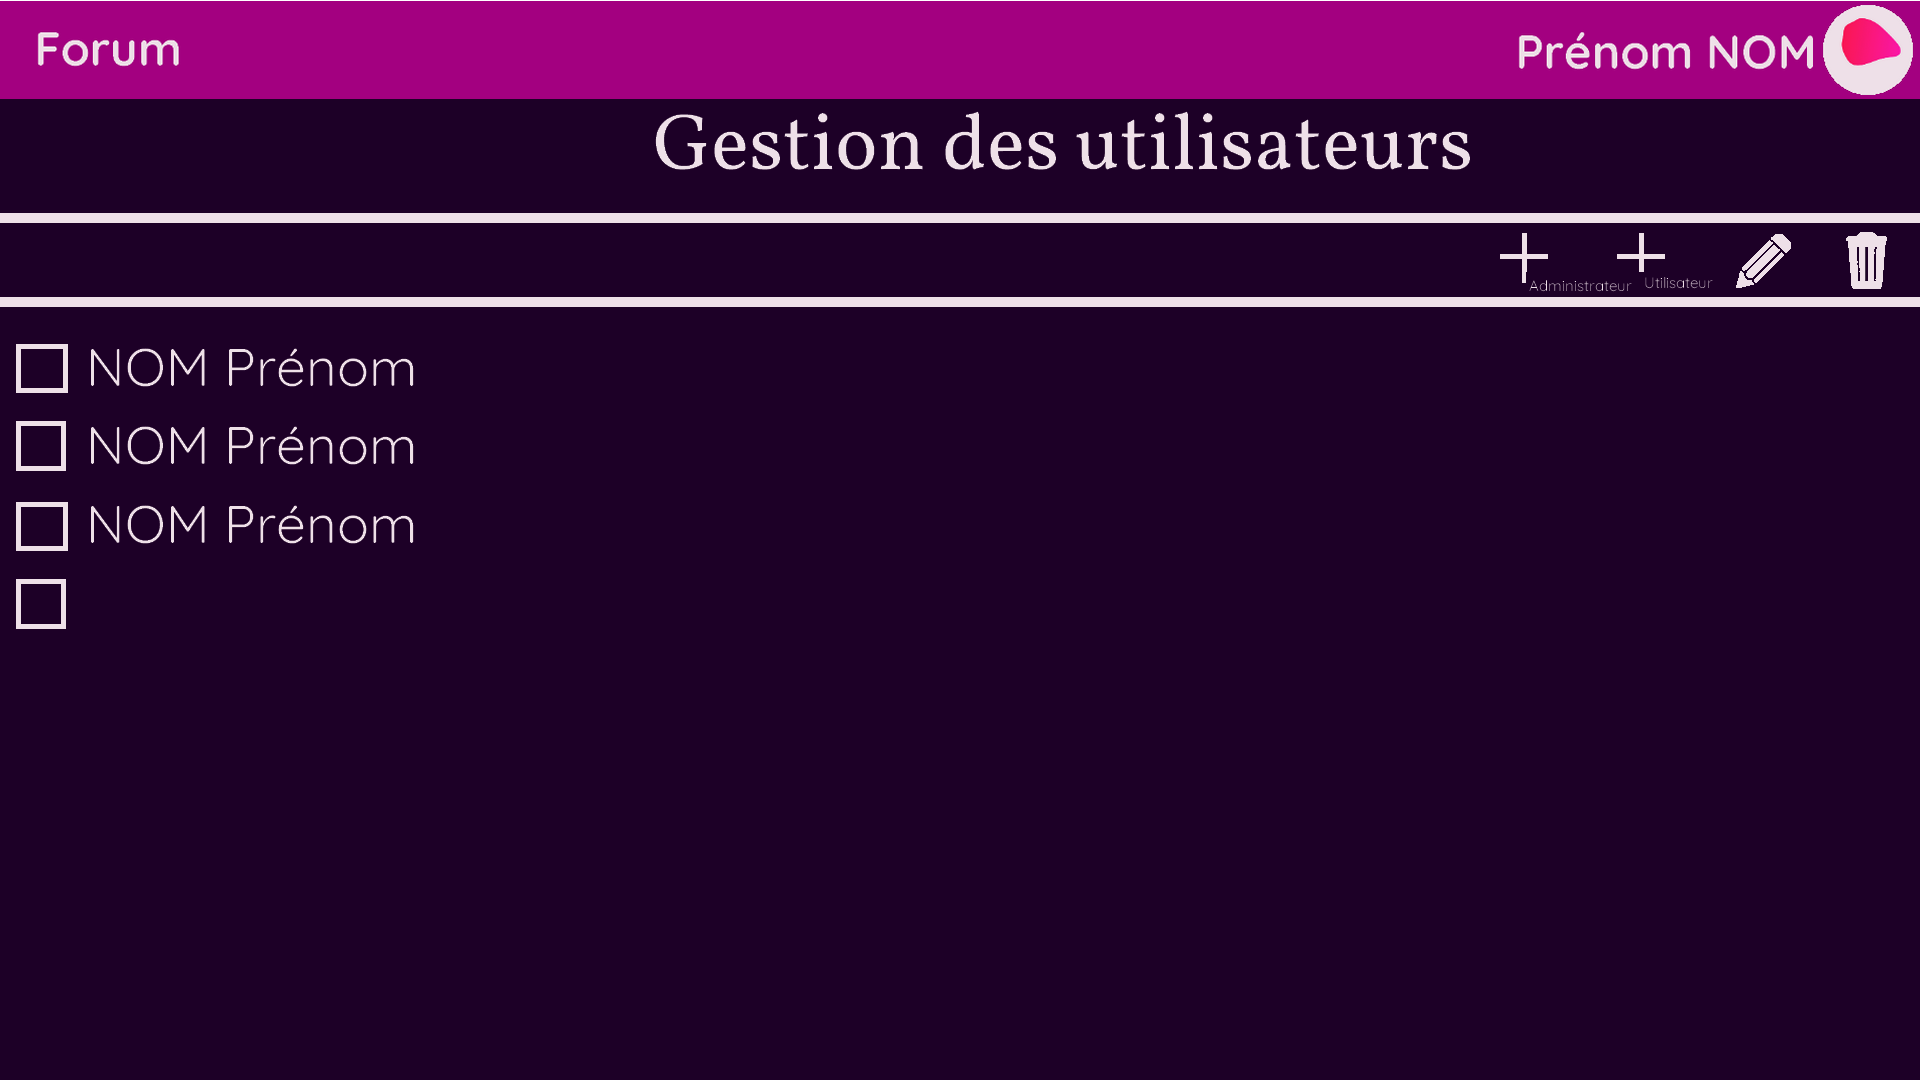 Forum
Prénom NOM
Gestion des utilisateurs
Administrateur
Utilisateur
NOM Prénom
NOM Prénom
NOM Prénom